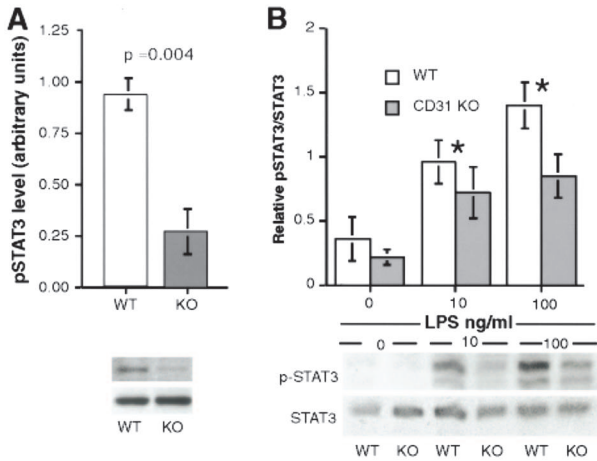 A
pSTAT3 level (arbitrary units)
1.25
1.00
0.75
0.50
0.25
0.00
p =0.004
WT KO
WT KO
B
Relative pSTAT3/STAT3
2
1.5
1
0.5
0
WT
CD31 KO
*
*
0 10 100
LPS ng/ml
0 10 100
p-STAT3
STAT3
WT KO WT KO WT KO